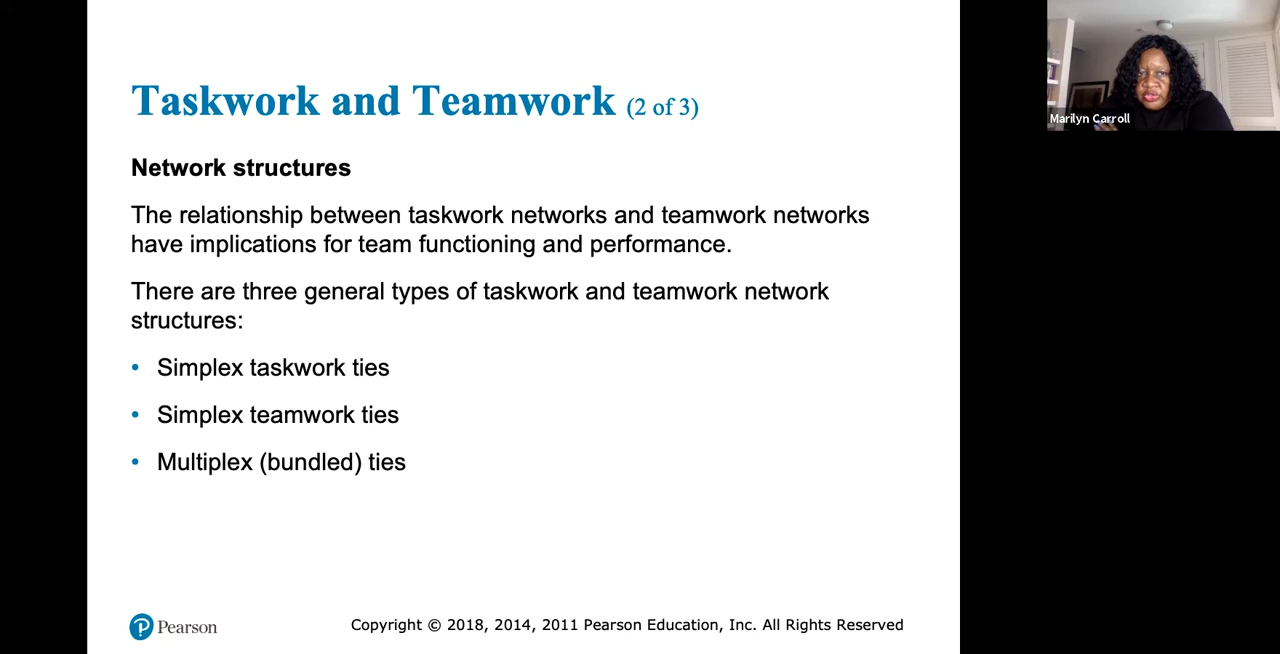 Taskwork and Teamwork (2 of 3)
Marilyn Carroll
Network structures
The relationship between taskwork networks and teamwork networks
have implications for team functioning and performance.
There are three general types of taskwork and teamwork network
structures:
• Simplex taskwork ties
• Simplex teamwork ties
• Multiplex (bundled) ties
Pearson
Copyright © 2018, 2014, 2011 Pearson Education, Inc. All Rights Reserved